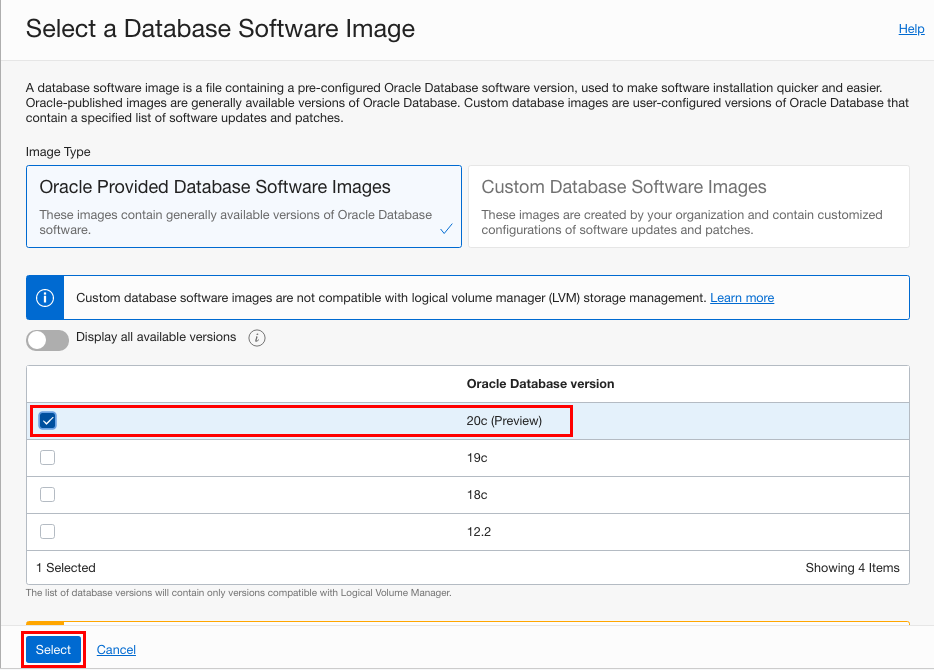 Select a Database Software Image
Help
A database software image is a file containing a pre-configured Oracle Database software version, used to make software installation quicker and easier.
Oracle-published images are generally available versions of Oracle Database. Custom database images are user-configured versions of Oracle Database that
contain a specified list of software updates and patches.
Image Type
Oracle Provided Database Software Images
These images contain generally available versions of Oracle Database
software.
Custom Database Software Images
These images are created by your organization and contain customized
configurations of software updates and patches.
Custom database software images are not compatible with logical volume manager (LVM) storage management. Learn more
Display all available versions
Oracle Database version
20c (Preview)
19c
18c
12.2
1 Selected
Showing 4 Items
The list of database versions will contain only versions compatible with Logical Volume Manager.
Select
Cancel